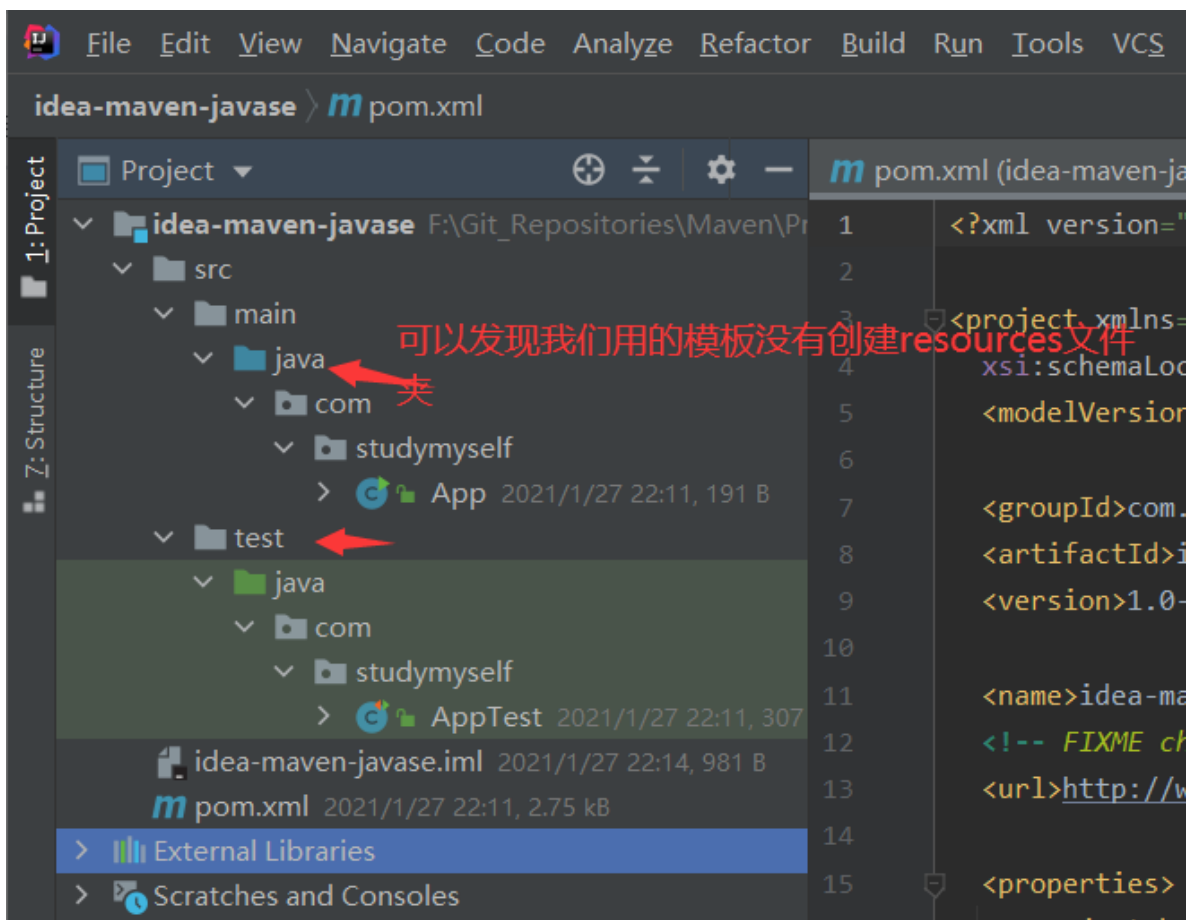 File Edit View Navigate Code Analyze Refactor Build Run Tools VCS
idea-maven-javase pom.xml
1: Project
7: Structure
Project
idea-maven-javase F:\Git_Repositories\Maven\Pr
src
main
java
com
studymyself
App 2021/1/27 22:11, 191 B
test
java
com
studymyself
AppTest 2021/1/27 22:11, 307
idea-maven-javase.iml 2021/1/27 22:14, 981 B
pom.xml 2021/1/27 22:11, 2.75 kB
External Libraries
Scratches and Consoles
可以发现我们用的模板没有创建resources文件
夹
pom.xml (idea-maven-ja
1 <?xml version="
2
3 <project xmlns=
4 xsi:schemaLoc
5 <modelVersion
6
7 <groupId>com.
8 <artifactId>i
9 <version>1.0-
10
11 <name>idea-ma
12 <!-- FIXME ch
13 <url>http://w
14
15 <properties>